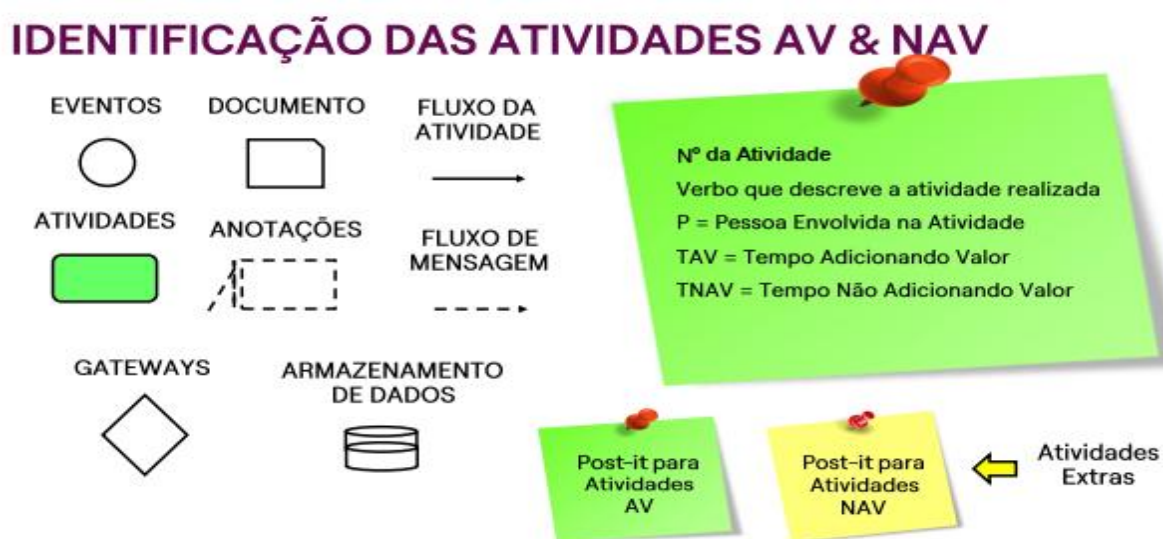 IDENTIFICAÇÃO DAS ATIVIDADES AV & NAV
EVENTOS
DOCUMENTO
FLUXO DA
ATIVIDADE
ATIVIDADES
ANOTAÇÕES
FLUXO DE
MENSAGEM
GATEWAYS
ARMAZENAMENTO
DE DADOS
Nº da Atividade
Verbo que descreve a atividade realizada
P = Pessoa Envolvida na Atividade
TAV = Tempo Adicionando Valor
TNAV = Tempo Não Adicionando Valor
Post-it para
Atividades
AV
Post-it para
Atividades
NAV
Atividades
Extras